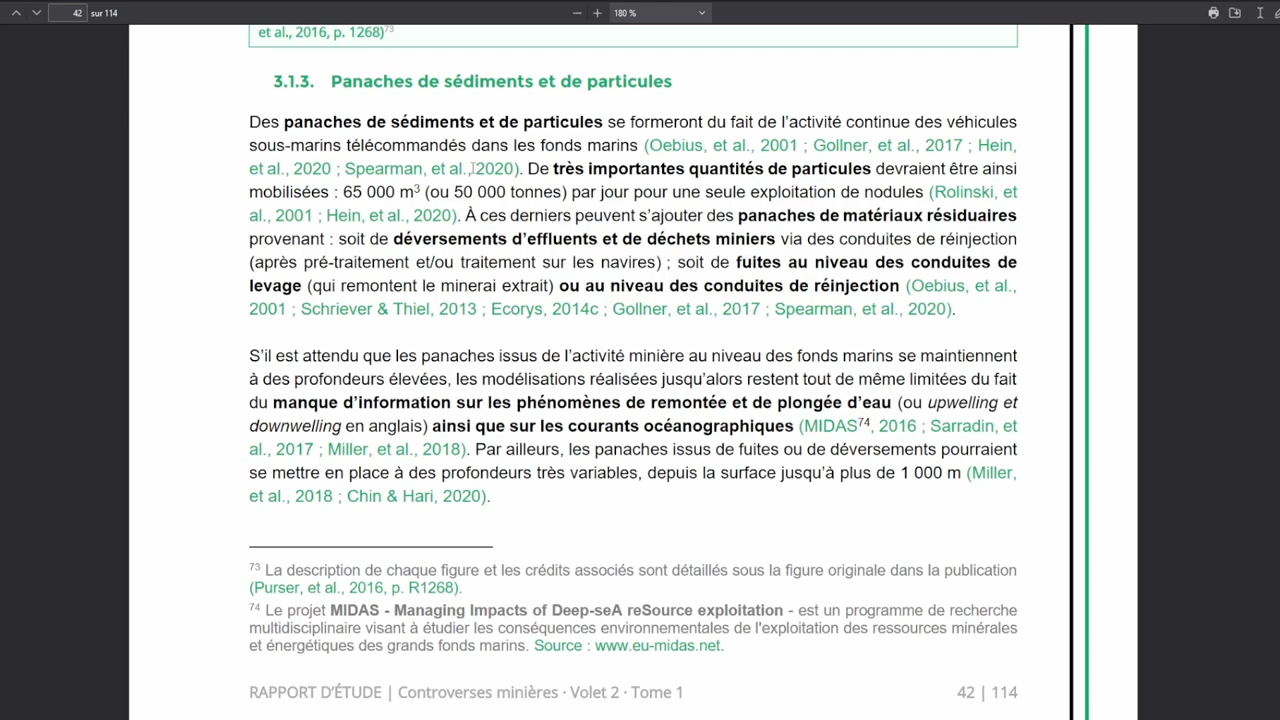 42 sur 114
180 %
et al., 2016, p. 1268)73
3.1.3. Panaches de sédiments et de particules
Des panaches de sédiments et de particules se formeront du fait de l'activité continue des véhicules
sous-marins télécommandés dans les fonds marins (Oebius, et al., 2001 ; Gollner, et al., 2017 ; Hein,
et al., 2020 ; Spearman, et al., 2020). De très importantes quantités de particules devraient être ainsi
mobilisées : 65 000 m3 (ou 50 000 tonnes) par jour pour une seule exploitation de nodules (Rolinski, et
al., 2001 ; Hein, et al., 2020). À ces derniers peuvent s'ajouter des panaches de matériaux résiduaires
provenant : soit de déversements d'effluents et de déchets miniers via des conduites de réinjection
(après pré-traitement et/ou traitement sur les navires) ; soit de fuites au niveau des conduites de
levage (qui remontent le minerai extrait) ou au niveau des conduites de réinjection (Oebius, et al.,
2001 ; Schriever & Thiel, 2013 ; Ecorys, 2014c ; Gollner, et al., 2017 ; Spearman, et al., 2020).
S'il est attendu que les panaches issus de l'activité minière au niveau des fonds marins se maintiennent
à des profondeurs élevées, les modélisations réalisées jusqu'alors restent tout de même limitées du fait
du manque d'information sur les phénomènes de remontée et de plongée d'eau (ou upwelling et
downwelling en anglais) ainsi que sur les courants océanographiques (MIDAS74, 2016 ; Sarradin, et
al., 2017 ; Miller, et al., 2018). Par ailleurs, les panaches issus de fuites ou de déversements pourraient
se mettre en place à des profondeurs très variables, depuis la surface jusqu'à plus de 1 000 m (Miller,
et al., 2018 ; Chin & Hari, 2020).
73 La description de chaque figure et les crédits associés sont détaillés sous la figure originale dans la publication
(Purser, et al., 2016, p. R1268).
74 Le projet MIDAS - Managing Impacts of Deep-seA reSource exploitation - est un programme de recherche
multidisciplinaire visant à étudier les conséquences environnementales de l'exploitation des ressources minérales
et énergétiques des grands fonds marins. Source : www.eu-midas.net.
RAPPORT D'ÉTUDE | Controverses minières · Volet 2 · Tome 1 42 | 114